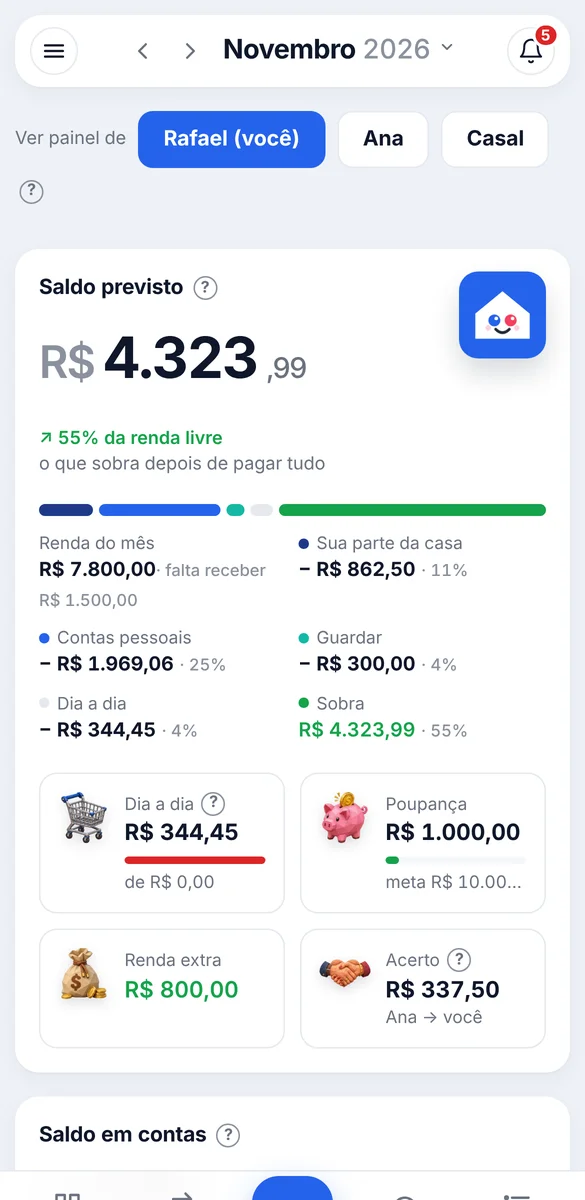 Novembro 2026
5
Ver painel de
Rafael (você)
Ana
Casal
?
Saldo previsto ?
R$ 4.323 ,99
↗ 55% da renda livre
o que sobra depois de pagar tudo
Renda do mês
R$ 7.800,00· falta receber
R$ 1.500,00
Sua parte da casa
− R$ 862,50 · 11%
Contas pessoais
− R$ 1.969,06 · 25%
Guardar
− R$ 300,00 · 4%
Dia a dia
− R$ 344,45 · 4%
Sobra
R$ 4.323,99 · 55%
Dia a dia ?
R$ 344,45
de R$ 0,00
Poupança
R$ 1.000,00
meta R$ 10.00...
Renda extra
R$ 800,00
Acerto ?
R$ 337,50
Ana → você
Saldo em contas ?